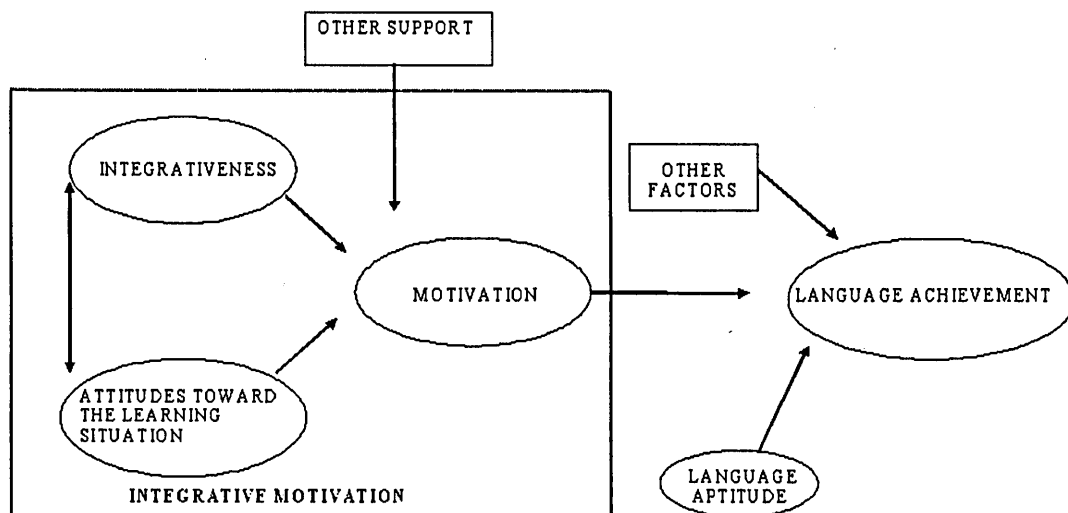 OTHER SUPPORT
INTEGRATIVENESS
OTHER
FACTORS
MOTIVATION
LANGUAGE ACHIEVEMENT
ATTITUDES TOWARD
THE LEARNING
SITUATION
LANGUAGE
APTITUDE
INTEGRATIVE MOTIVATION